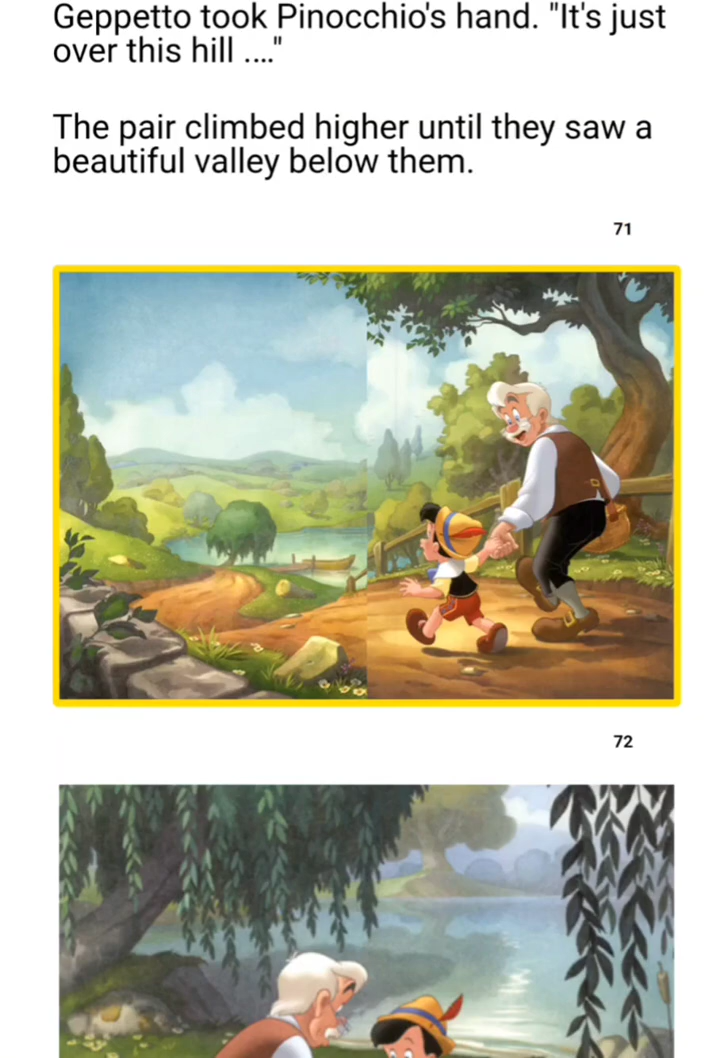 Geppetto took Pinocchio's hand. "It's just
over this hill ...."
The pair climbed higher until they saw a
beautiful valley below them.
71
72